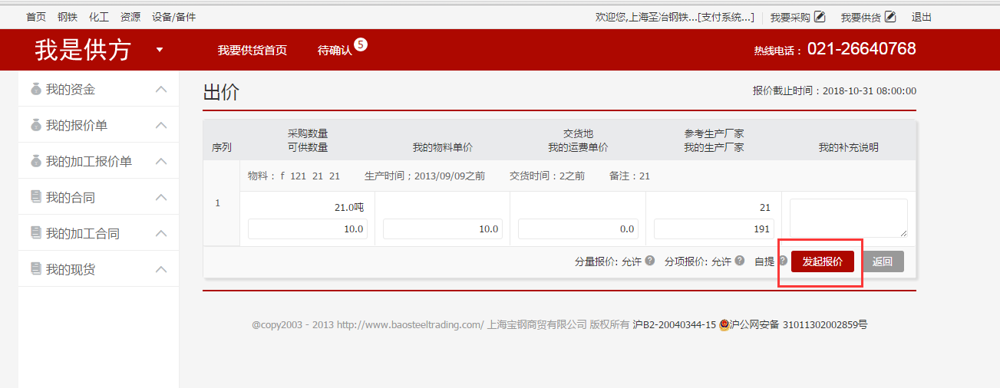 首页 钢铁 化工 资源 设备/备件 欢迎您,上海圣冶钢铁...[支付系统...] 我要采购 我要供货 退出
我是供方 我要供货首页 待确认 5 热线电话： 021-26640768
我的资金
我的报价单
我的加工报价单
我的合同
我的加工合同
我的现货
出价 报价截止时间：2018-10-31 08:00:00
序列 采购数量 可供数量 我的物料单价 交货地 我的运费单价 参考生产厂家 我的生产厂家 我的补充说明
物料： f 121 21 21 生产时间；2013/09/09之前 交货时间：2之前 备注：21
1 21.0吨 21
10.0 10.0 0.0 191
分量报价: 允许 ? 分项报价: 允许 ? 自提 ? 发起报价 返回
@copy2003 - 2013 http://www.baosteeltrading.com/ 上海宝钢商贸有限公司 版权所有 沪B2-20040344-15 沪公网安备 31011302002859号